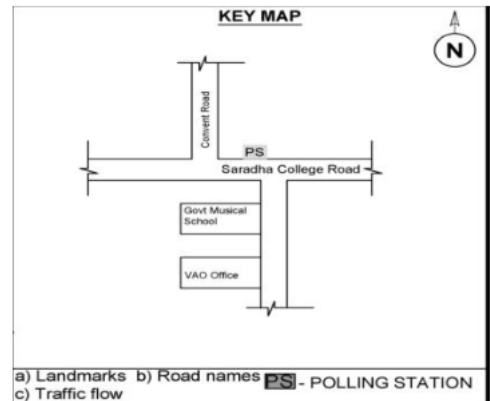 KEY MAP
N
Convent Road
PS
Saradha College Road
Govt Musical
School
VAO Office
a) Landmarks b) Road names PS - POLLING STATION
c) Traffic flow